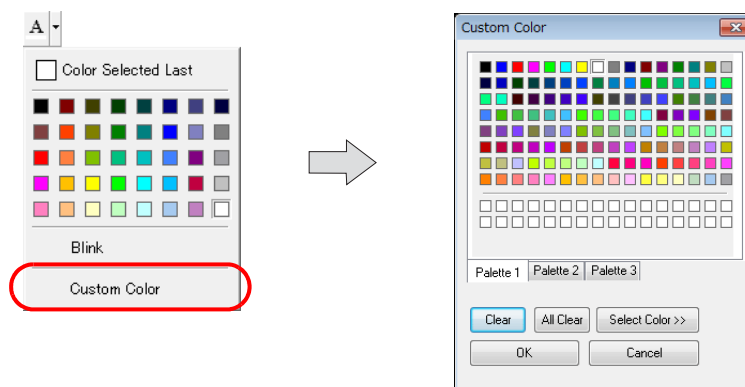 A
Color Selected Last
Blink
Custom Color
Custom Color
Palette 1 Palette 2 Palette 3
Clear All Clear Select Color >>
OK Cancel